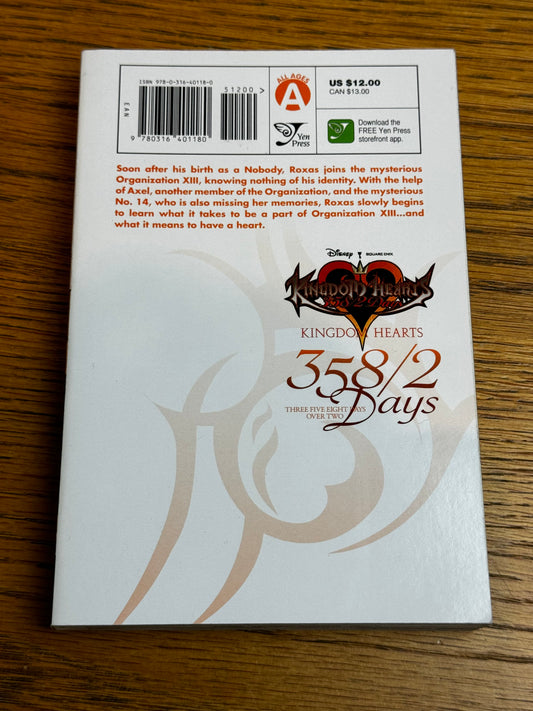 ISBN 978-0-316-40118-0
51200 >
EAN
9 780316 401180
ALL AGES
A
Yen
Press
US $12.00
CAN $13.00
Download the
FREE Yen Press
storefront app.
Soon after his birth as a Nobody, Roxas joins the mysterious
Organization XIII, knowing nothing of his identity. With the help
of Axel, another member of the Organization, and the mysterious
No. 14, who is also missing her memories, Roxas slowly begins
to learn what it takes to be a part of Organization XIII...and
what it means to have a heart.
Disney SQUARE ENIX
KINGDOM HEARTS
358/2 Days
KINGDOM HEARTS
358/2
Days
THREE FIVE EIGHT DAYS
OVER TWO